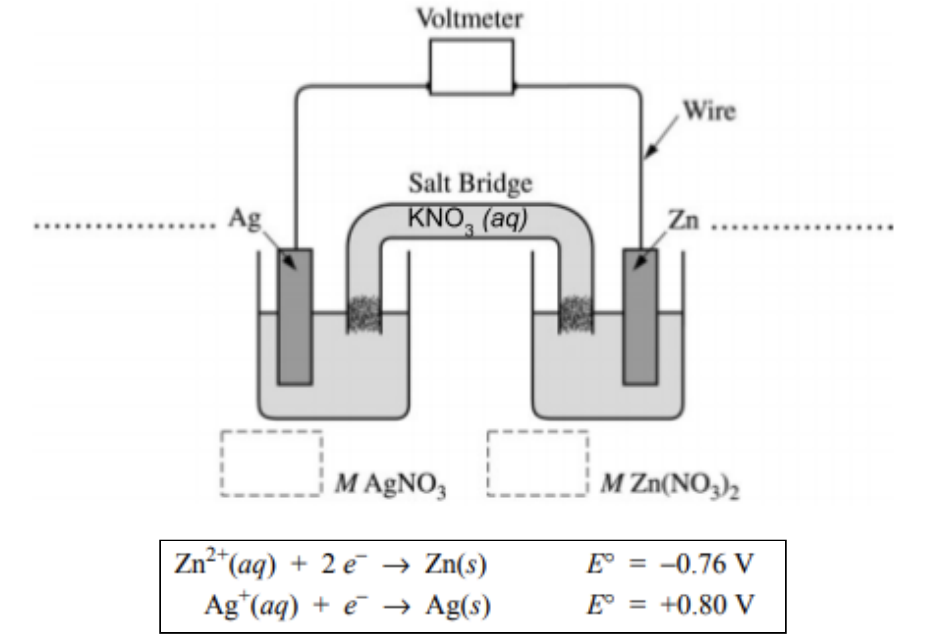 Voltmeter
Wire
Salt Bridge
KNO₃ (aq)
Ag
Zn
M AgNO₃
M Zn(NO₃)₂
Zn²⁺(aq) + 2 e⁻ → Zn(s) E° = −0.76 V
Ag⁺(aq) + e⁻ → Ag(s) E° = +0.80 V